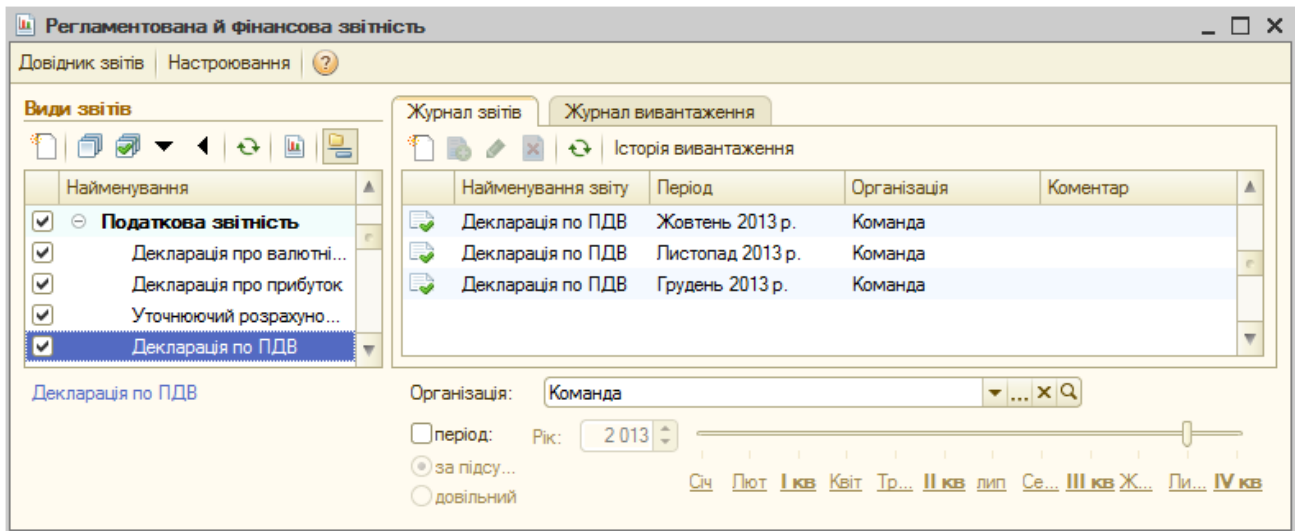 Регламентована й фінансова звітність
Довідник звітів Настроювання
Види звітів
Журнал звітів Журнал вивантаження
Історія вивантаження
Найменування
Найменування звіту Період Організація Коментар
Податкова звітність
Декларація про валютні...
Декларація про прибуток
Уточнюючий розрахуно...
Декларація по ПДВ
Декларація по ПДВ Жовтень 2013 р. Команда
Декларація по ПДВ Листопад 2013 р. Команда
Декларація по ПДВ Грудень 2013 р. Команда
Декларація по ПДВ
Організація: Команда
період: Рік: 2 013
за підсу...
довільний
Січ Лют I кв Квіт Тр... II кв лип Се... III кв Ж... Ли... IV кв